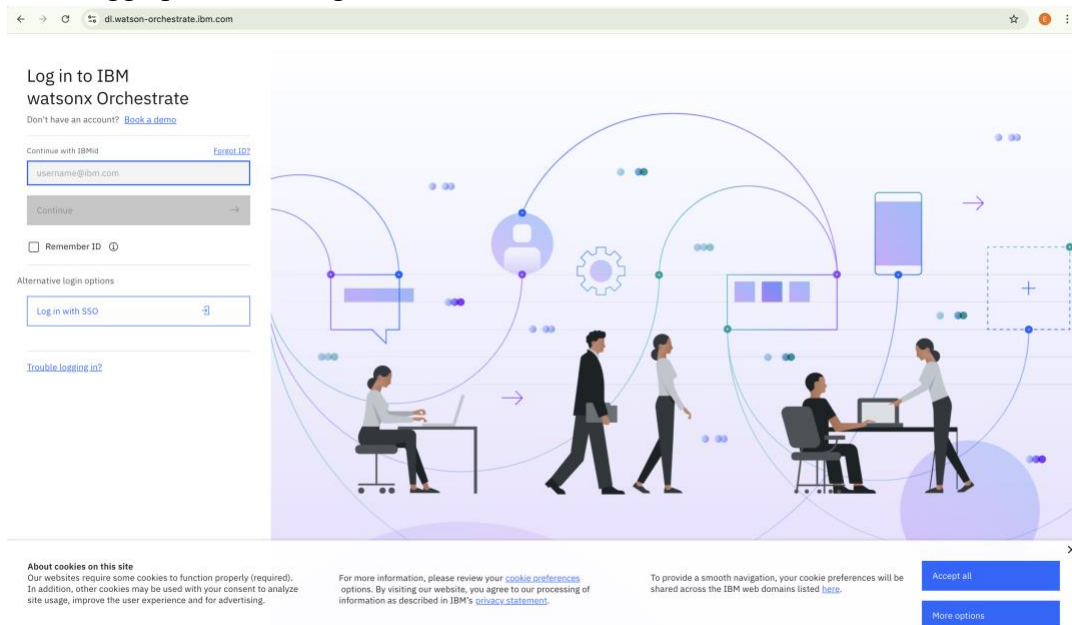 dl.watson-orchestrate.ibm.com
E
Log in to IBM
watsonx Orchestrate
Don't have an account? Book a demo
Continue with IBMid Forgot ID?
username@ibm.com
Continue
Remember ID
Alternative login options
Log in with SSO
Trouble logging in?
About cookies on this site
Our websites require some cookies to function properly (required).
In addition, other cookies may be used with your consent to analyze
site usage, improve the user experience and for advertising.
For more information, please review your cookie preferences
options. By visiting our website, you agree to our processing of
information as described in IBM's privacy statement.
To provide a smooth navigation, your cookie preferences will be
shared across the IBM web domains listed here.
Accept all
More options